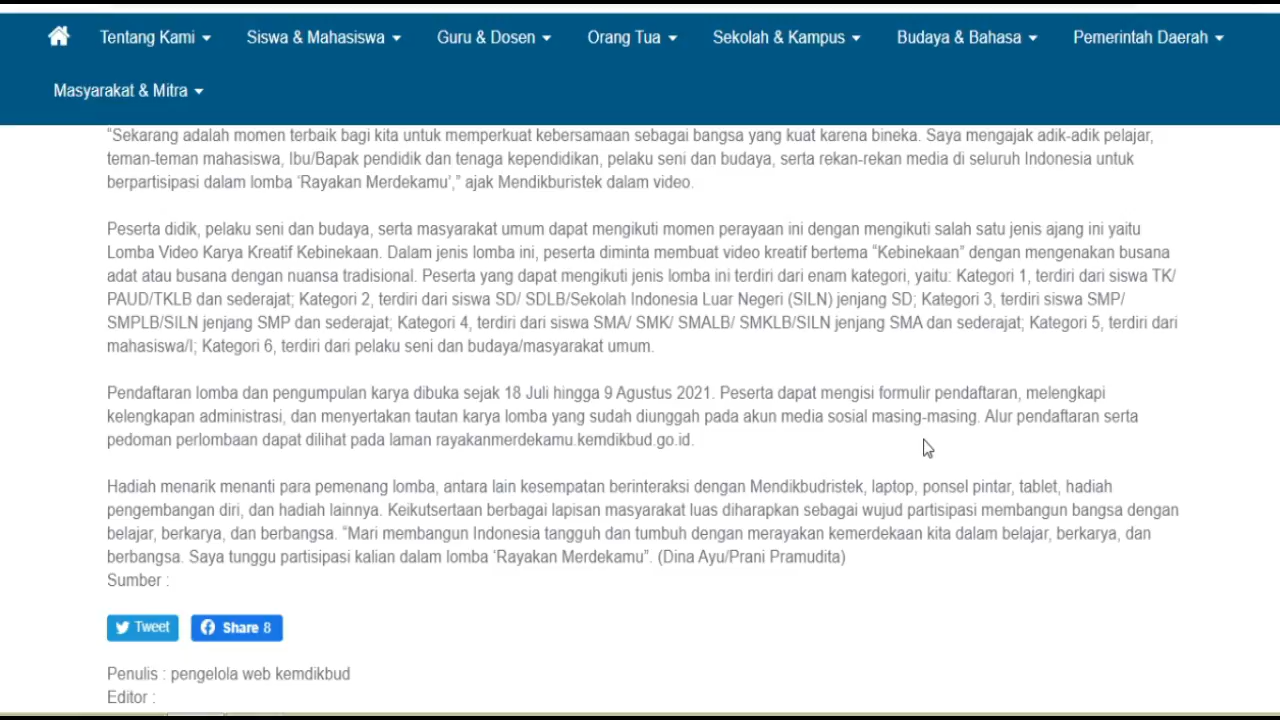 Tentang Kami Siswa & Mahasiswa Guru & Dosen Orang Tua Sekolah & Kampus Budaya & Bahasa Pemerintah Daerah
Masyarakat & Mitra
“Sekarang adalah momen terbaik bagi kita untuk memperkuat kebersamaan sebagai bangsa yang kuat karena bineka. Saya mengajak adik-adik pelajar,
teman-teman mahasiswa, Ibu/Bapak pendidik dan tenaga kependidikan, pelaku seni dan budaya, serta rekan-rekan media di seluruh Indonesia untuk
berpartisipasi dalam lomba ‘Rayakan Merdekamu’,” ajak Mendikburistek dalam video.
Peserta didik, pelaku seni dan budaya, serta masyarakat umum dapat mengikuti momen perayaan ini dengan mengikuti salah satu jenis ajang ini yaitu
Lomba Video Karya Kreatif Kebinekaan. Dalam jenis lomba ini, peserta diminta membuat video kreatif bertema “Kebinekaan” dengan mengenakan busana
adat atau busana dengan nuansa tradisional. Peserta yang dapat mengikuti jenis lomba ini terdiri dari enam kategori, yaitu: Kategori 1, terdiri dari siswa TK/
PAUD/TKLB dan sederajat; Kategori 2, terdiri dari siswa SD/ SDLB/Sekolah Indonesia Luar Negeri (SILN) jenjang SD; Kategori 3, terdiri siswa SMP/
SMPLB/SILN jenjang SMP dan sederajat; Kategori 4, terdiri dari siswa SMA/ SMK/ SMALB/ SMKLB/SILN jenjang SMA dan sederajat; Kategori 5, terdiri dari
mahasiswa/I; Kategori 6, terdiri dari pelaku seni dan budaya/masyarakat umum.
Pendaftaran lomba dan pengumpulan karya dibuka sejak 18 Juli hingga 9 Agustus 2021. Peserta dapat mengisi formulir pendaftaran, melengkapi
kelengkapan administrasi, dan menyertakan tautan karya lomba yang sudah diunggah pada akun media sosial masing-masing. Alur pendaftaran serta
pedoman perlombaan dapat dilihat pada laman rayakanmerdekamu.kemdikbud.go.id.
Hadiah menarik menanti para pemenang lomba, antara lain kesempatan berinteraksi dengan Mendikbudristek, laptop, ponsel pintar, tablet, hadiah
pengembangan diri, dan hadiah lainnya. Keikutsertaan berbagai lapisan masyarakat luas diharapkan sebagai wujud partisipasi membangun bangsa dengan
belajar, berkarya, dan berbangsa. “Mari membangun Indonesia tangguh dan tumbuh dengan merayakan kemerdekaan kita dalam belajar, berkarya, dan
berbangsa. Saya tunggu partisipasi kalian dalam lomba ‘Rayakan Merdekamu”. (Dina Ayu/Prani Pramudita)
Sumber :
Tweet Share 8
Penulis : pengelola web kemdikbud
Editor :